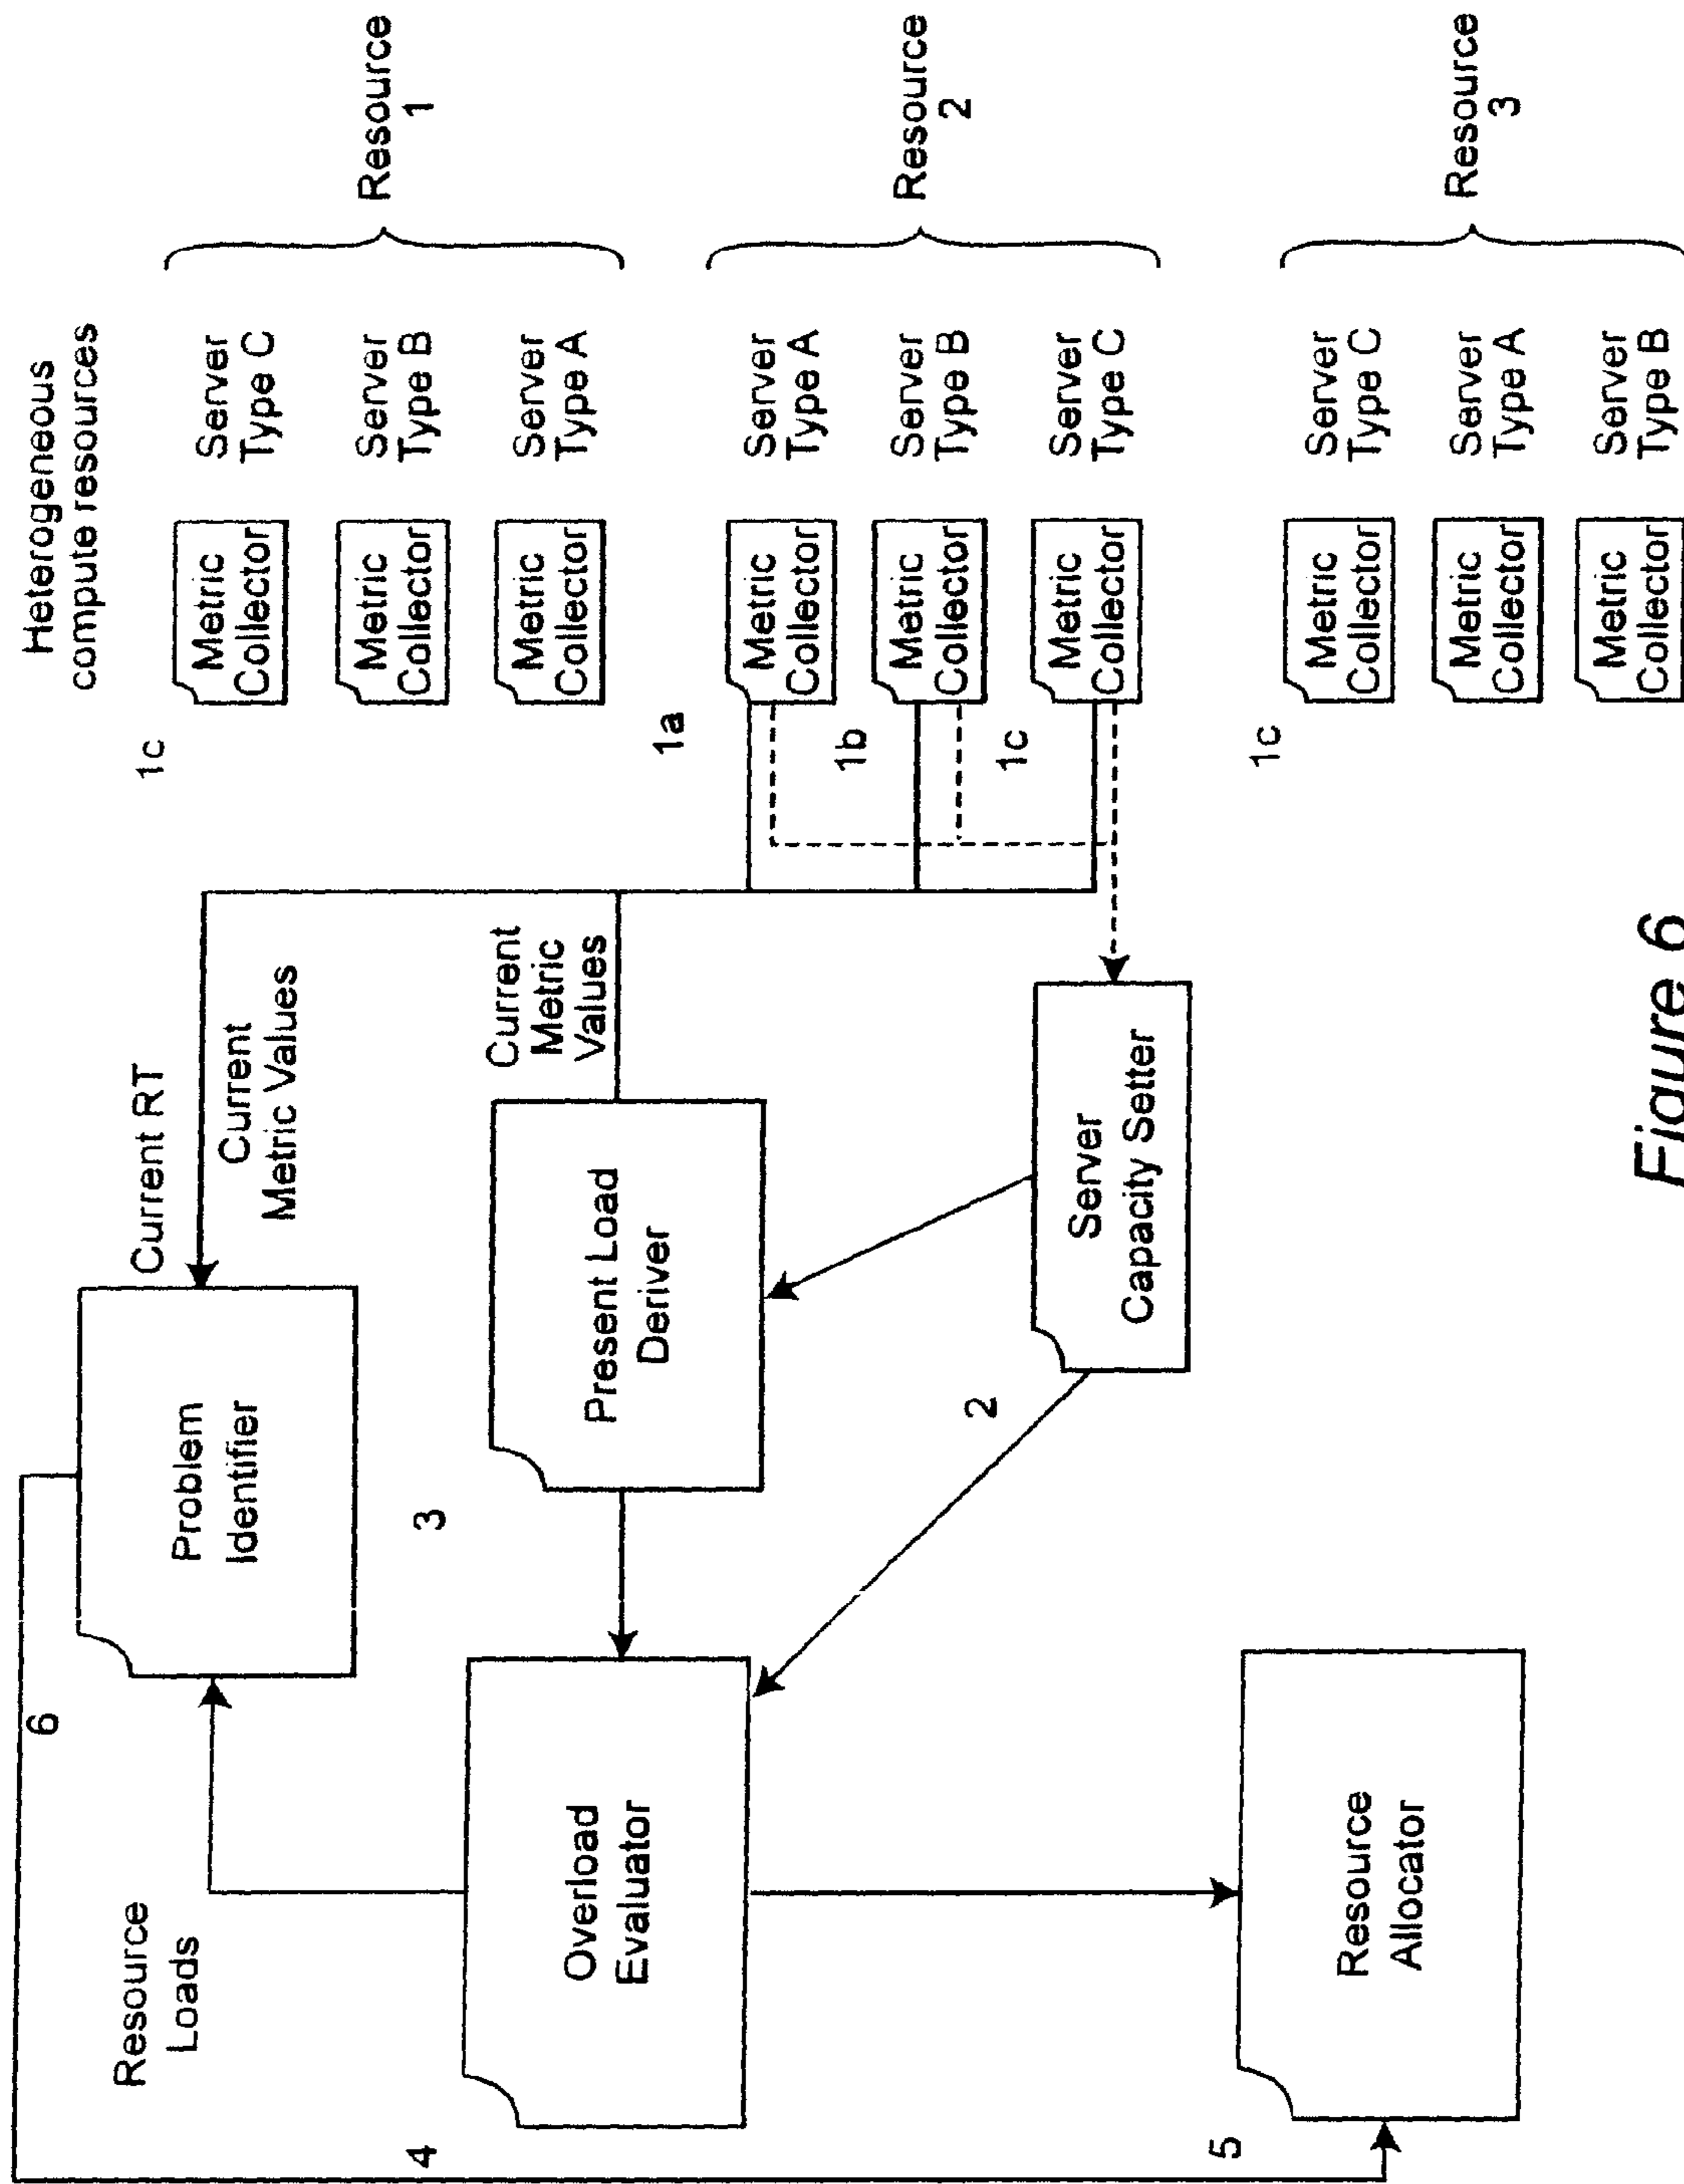 Heterogeneous
compute resources
1c
Metric
Collector
Server
Type C
Metric
Collector
Server
Type B
Metric
Collector
Server
Type A
Resource
1
1a
Metric
Collector
Server
Type A
1b
Metric
Collector
Server
Type B
1c
Metric
Collector
Server
Type C
Resource
2
1c
Metric
Collector
Server
Type C
Metric
Collector
Server
Type A
Metric
Collector
Server
Type B
Resource
3
Current RT
Current
Metric Values
Current
Metric
Values
6
Problem
Identifier
3
Present Load
Deriver
2
Server
Capacity Setter
Resource
Loads
4
Overload
Evaluator
5
Resource
Allocator
Figure 6